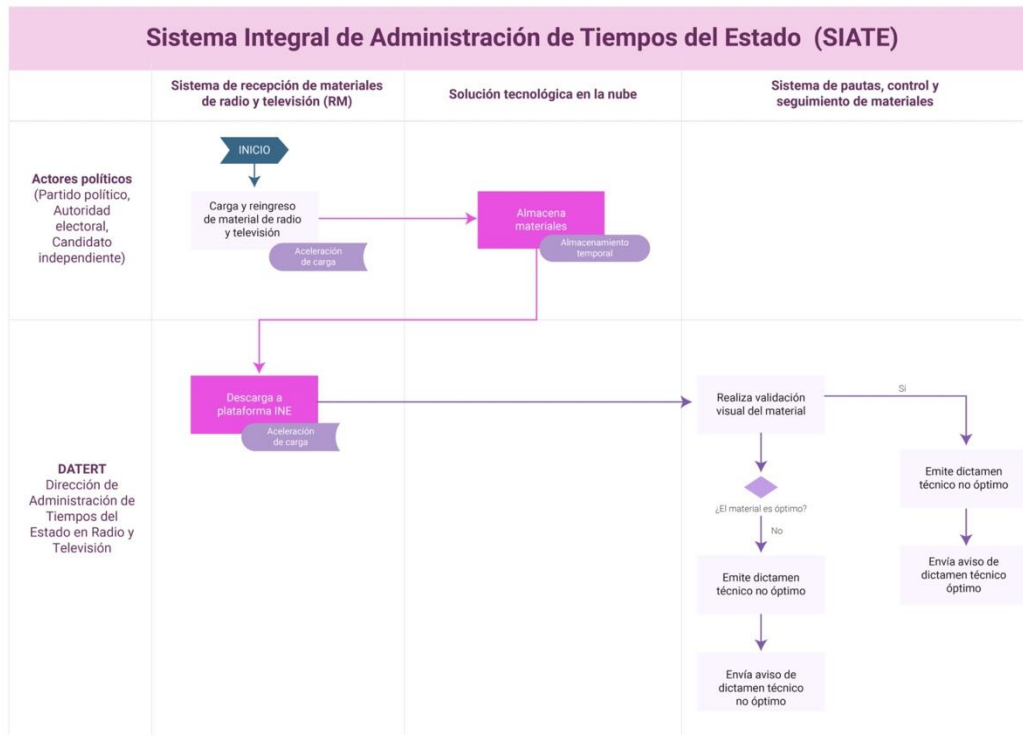 Sistema Integral de Administración de Tiempos del Estado (SIATE)
Sistema de recepción de materiales
de radio y televisión (RM)
Solución tecnológica en la nube
Sistema de pautas, control y
seguimiento de materiales
Actores políticos
(Partido político,
Autoridad
electoral,
Candidato
independiente)
INICIO
Carga y reingreso
de material de radio
y televisión
Aceleración
de carga
Almacena
materiales
Almacenamiento
temporal
DATERT
Dirección de
Administración de
Tiempos del
Estado en Radio y
Televisión
Descarga a
plataforma INE
Aceleración
de carga
Realiza validación
visual del material
Si
¿El material es óptimo?
No
Emite dictamen
técnico no óptimo
Envía aviso de
dictamen técnico
no óptimo
Emite dictamen
técnico no óptimo
Envía aviso de
dictamen técnico
óptimo